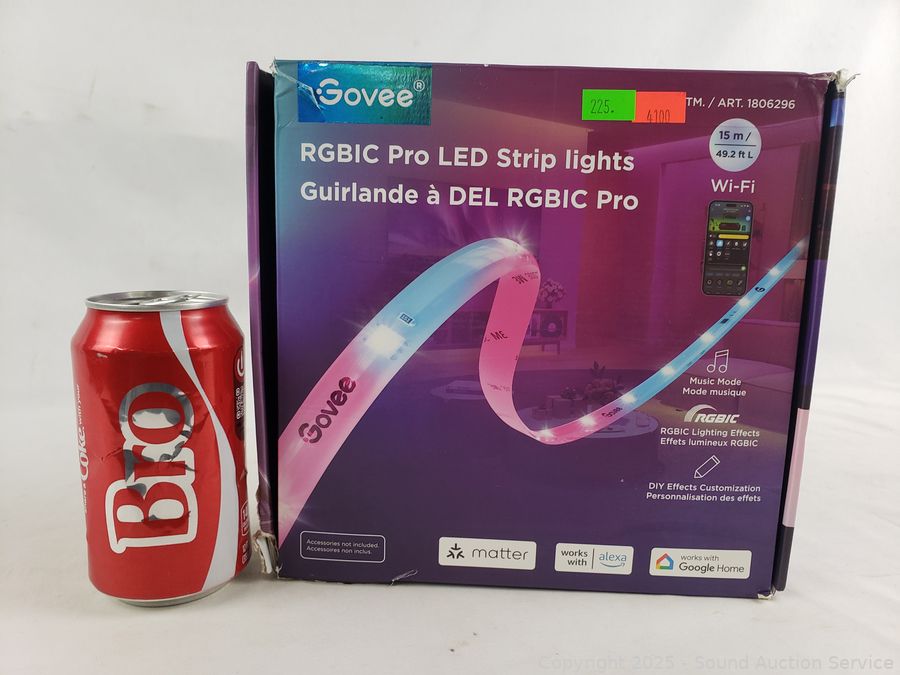 Govee®
225.
4100
TM. / ART. 1806296
15 m /
49.2 ft L
Wi-Fi
RGBIC Pro LED Strip lights
Guirlande à DEL RGBIC Pro
Govee
Govee
Music Mode
Mode musique
RGBIC
RGBIC Lighting Effects
Effets lumineux RGBIC
DIY Effects Customization
Personnalisation des effets
Accessories not included.
Accessoires non inclus.
matter
works with alexa
works with
Google Home
share a Coke with your
Bro
Copyright 2025 - Sound Auction Service